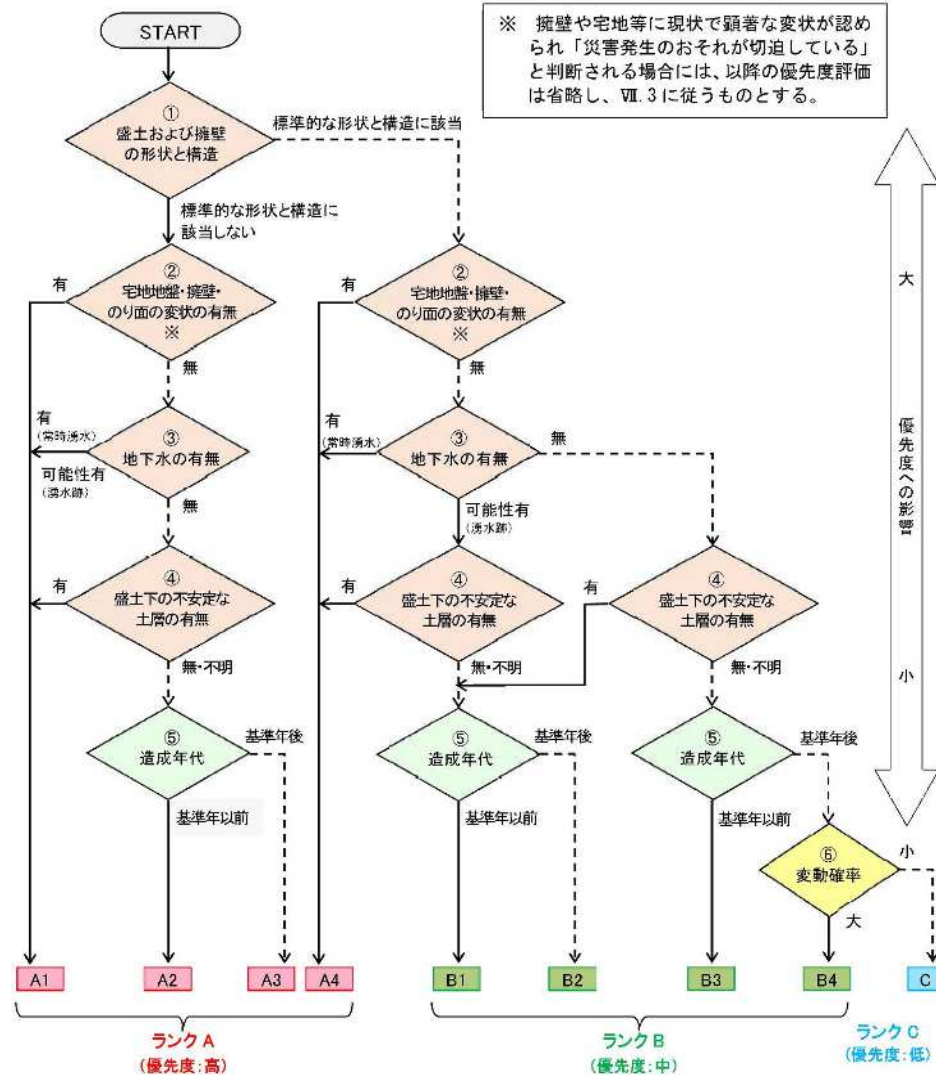 START
※ 擁壁や宅地等に現状で顕著な変状が認め
られ「災害発生のおそれが切迫している」
と判断される場合には、以降の優先度評価
は省略し、Ⅶ.3に従うものとする。
①
盛土および擁壁
の形状と構造
標準的な形状と構造に該当
標準的な形状と構造に
該当しない
大
有
②
宅地地盤・擁壁・
のり面の変状の有無
※
有
②
宅地地盤・擁壁・
のり面の変状の有無
※
無
無
有
(常時湧水)
③
地下水の有無
可能性有
(湧水跡)
無
有
(常時湧水)
③
地下水の有無
無
可能性有
(湧水跡)
優先度への影響
有
④
盛土下の不安定な
土層の有無
有
④
盛土下の不安定な
土層の有無
有
④
盛土下の不安定な
土層の有無
無・不明
無・不明
無・不明
小
⑤
造成年代
基準年後
⑤
造成年代
基準年後
⑤
造成年代
基準年後
基準年以前
基準年以前
基準年以前
⑥
変動確率
小
大
A1
A2
A3
A4
B1
B2
B3
B4
C
ランク A
(優先度:高)
ランク B
(優先度:中)
ランク C
(優先度:低)